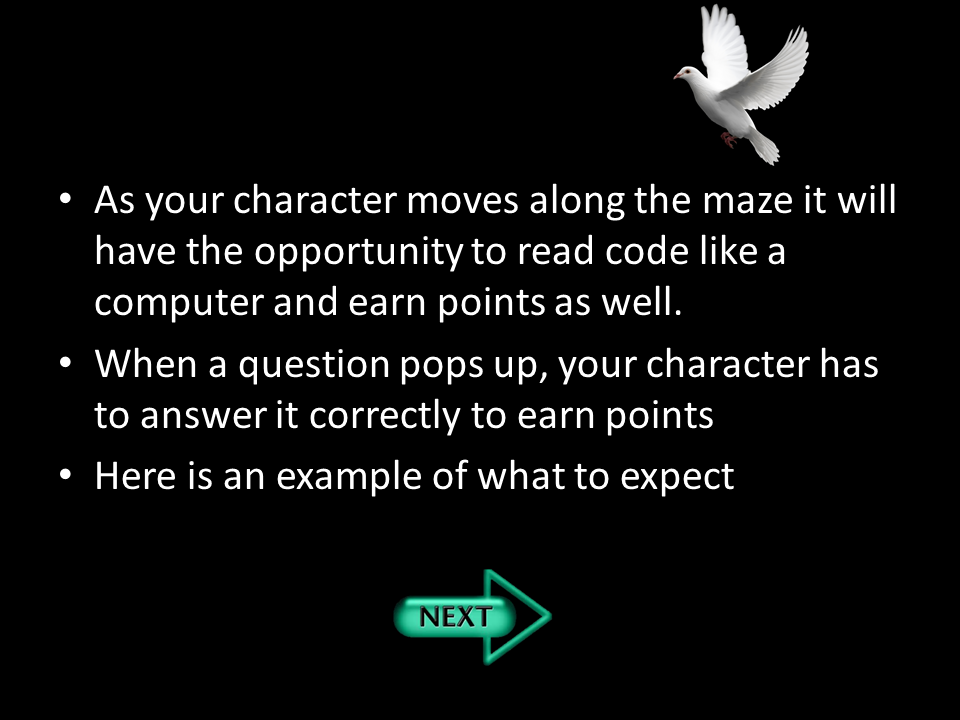 • As your character moves along the maze it will
have the opportunity to read code like a
computer and earn points as well.
• When a question pops up, your character has
to answer it correctly to earn points
• Here is an example of what to expect
NEXT